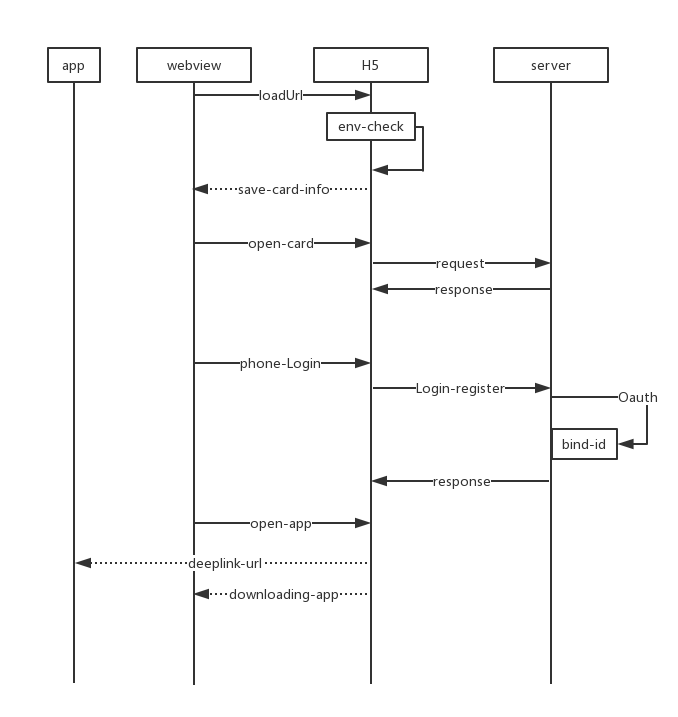 app
webview
H5
server
loadUrl
env-check
save-card-info
open-card
request
response
phone-Login
Login-register
Oauth
bind-id
response
open-app
deeplink-url
downloading-app